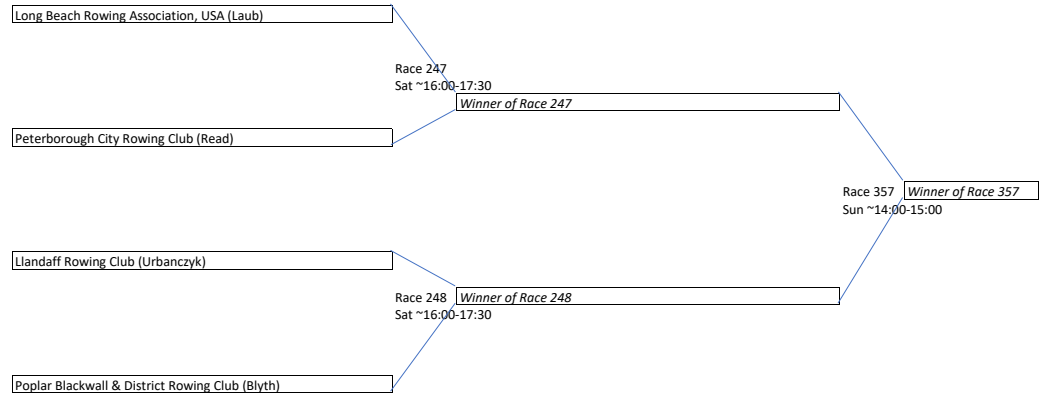 Long Beach Rowing Association, USA (Laub)
Race 247
Sat ~16:00-17:30
Winner of Race 247
Peterborough City Rowing Club (Read)
Race 357
Winner of Race 357
Sun ~14:00-15:00
Llandaff Rowing Club (Urbanczyk)
Race 248
Winner of Race 248
Sat ~16:00-17:30
Poplar Blackwall & District Rowing Club (Blyth)